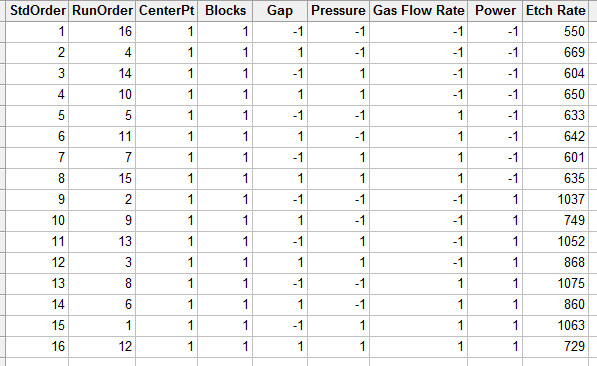 StdOrder RunOrder CenterPt Blocks Gap Pressure Gas Flow Rate Power Etch Rate
1 16 1 1 -1 -1 -1 -1 550
2 4 1 1 1 -1 -1 -1 669
3 14 1 1 -1 1 -1 -1 604
4 10 1 1 1 1 -1 -1 650
5 5 1 1 -1 -1 1 -1 633
6 11 1 1 1 -1 1 -1 642
7 7 1 1 -1 1 1 -1 601
8 15 1 1 1 1 1 -1 635
9 2 1 1 -1 -1 -1 1 1037
10 9 1 1 1 -1 -1 1 749
11 13 1 1 -1 1 -1 1 1052
12 3 1 1 1 1 -1 1 868
13 8 1 1 -1 -1 1 1 1075
14 6 1 1 1 -1 1 1 860
15 1 1 1 -1 1 1 1 1063
16 12 1 1 1 1 1 1 729